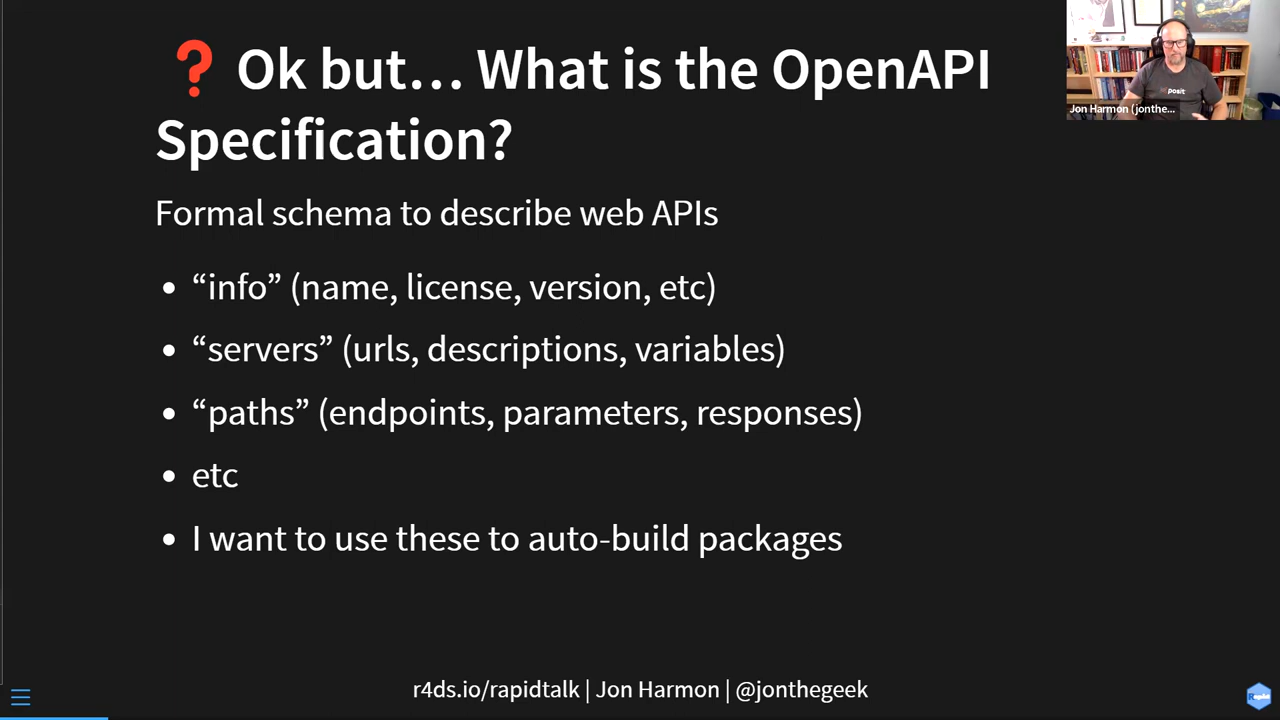 ❓ Ok but… What is the OpenAPI
Specification?
Formal schema to describe web APIs
• “info” (name, license, version, etc)
• “servers” (urls, descriptions, variables)
• “paths” (endpoints, parameters, responses)
• etc
• I want to use these to auto-build packages
posit
Jon Harmon (jonthe...
r4ds.io/rapidtalk | Jon Harmon | @jonthegeek